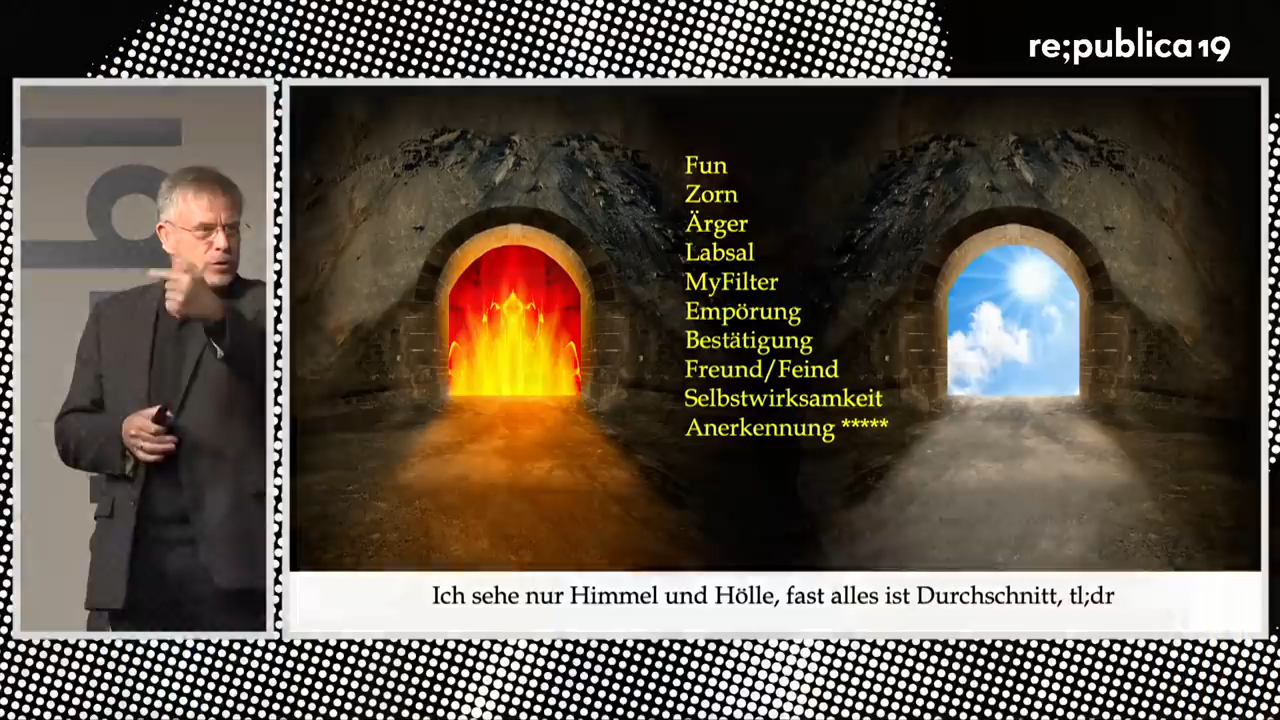 re;publica 19
Fun
Zorn
Ärger
Labsal
MyFilter
Empörung
Bestätigung
Freund/Feind
Selbstwirksamkeit
Anerkennung *****
Ich sehe nur Himmel und Hölle, fast alles ist Durchschnitt, tl;dr